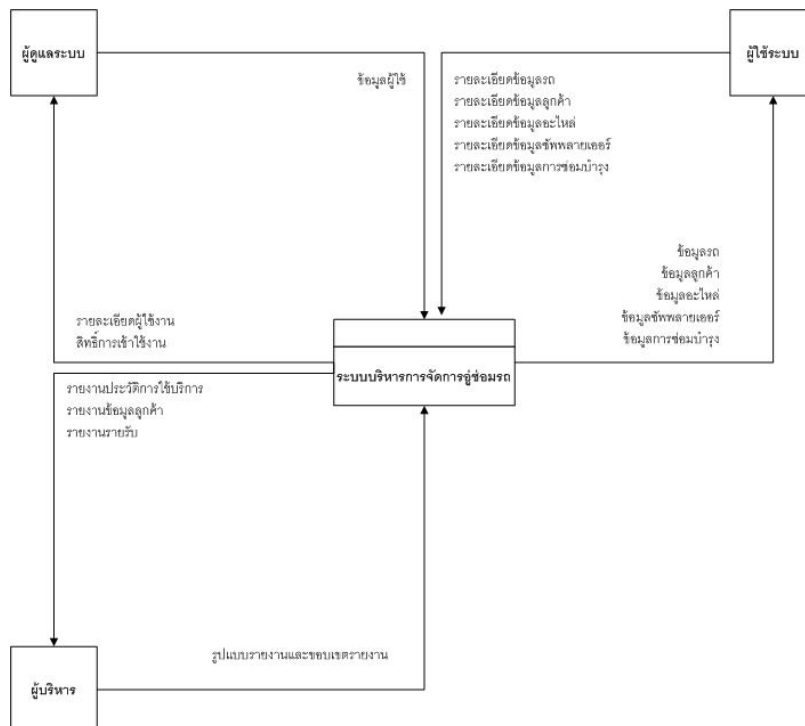 ผู้ดูแลระบบ
ผู้ใช้ระบบ
ข้อมูลผู้ใช้
รายละเอียดข้อมูลรถ
รายละเอียดข้อมูลลูกค้า
รายละเอียดข้อมูลอะไหล่
รายละเอียดข้อมูลซัพพลายเออร์
รายละเอียดข้อมูลการซ่อมบำรุง
ข้อมูลรถ
ข้อมูลลูกค้า
ข้อมูลอะไหล่
ข้อมูลซัพพลายเออร์
ข้อมูลการซ่อมบำรุง
รายละเอียดผู้ใช้งาน
สิทธิ์การเข้าใช้งาน
ระบบบริหารการจัดการอู่ซ่อมรถ
รายงานประวัติการใช้บริการ
รายงานข้อมูลลูกค้า
รายงานรายรับ
รูปแบบรายงานและขอบเขตรายงาน
ผู้บริหาร